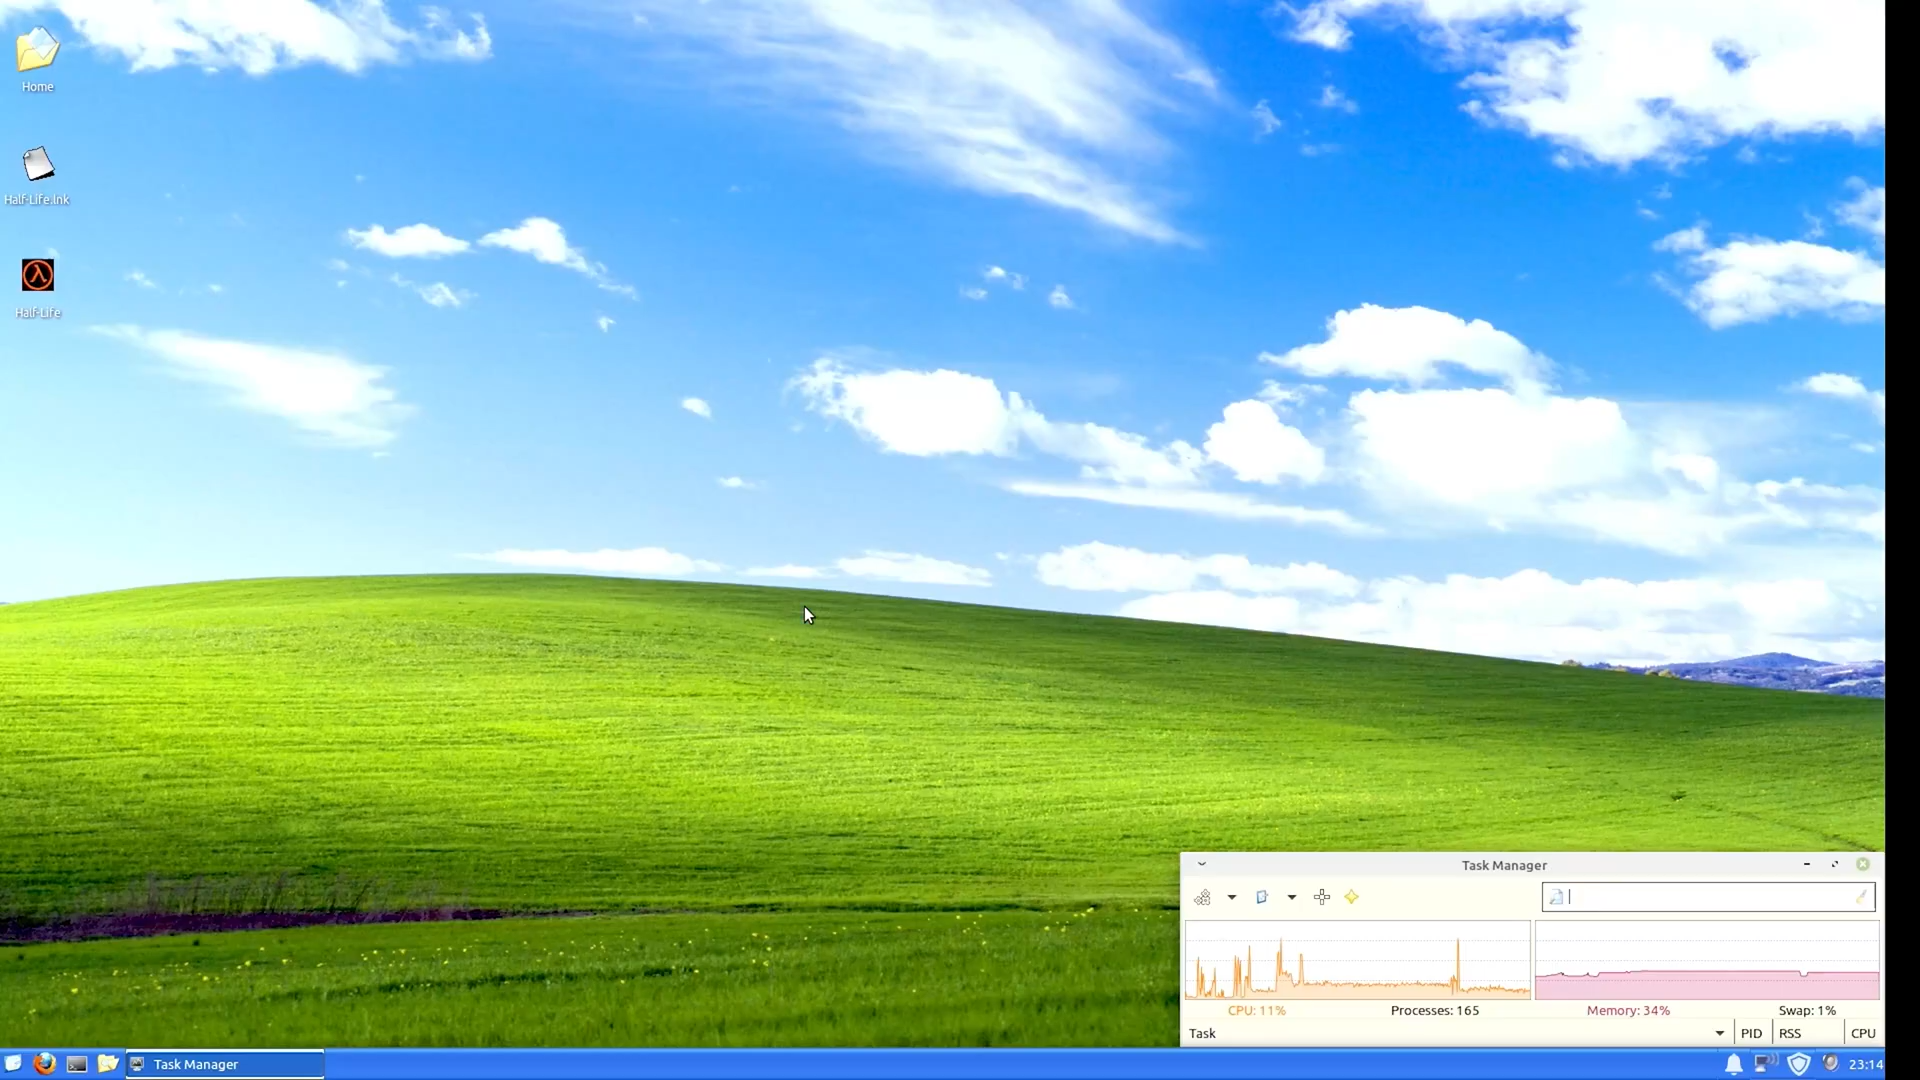 Home
Half-Life.lnk
Half-Life
Task Manager
CPU: 11%
Processes: 165
Memory: 34%
Swap: 1%
Task
PID
RSS
CPU
Task Manager
23:14